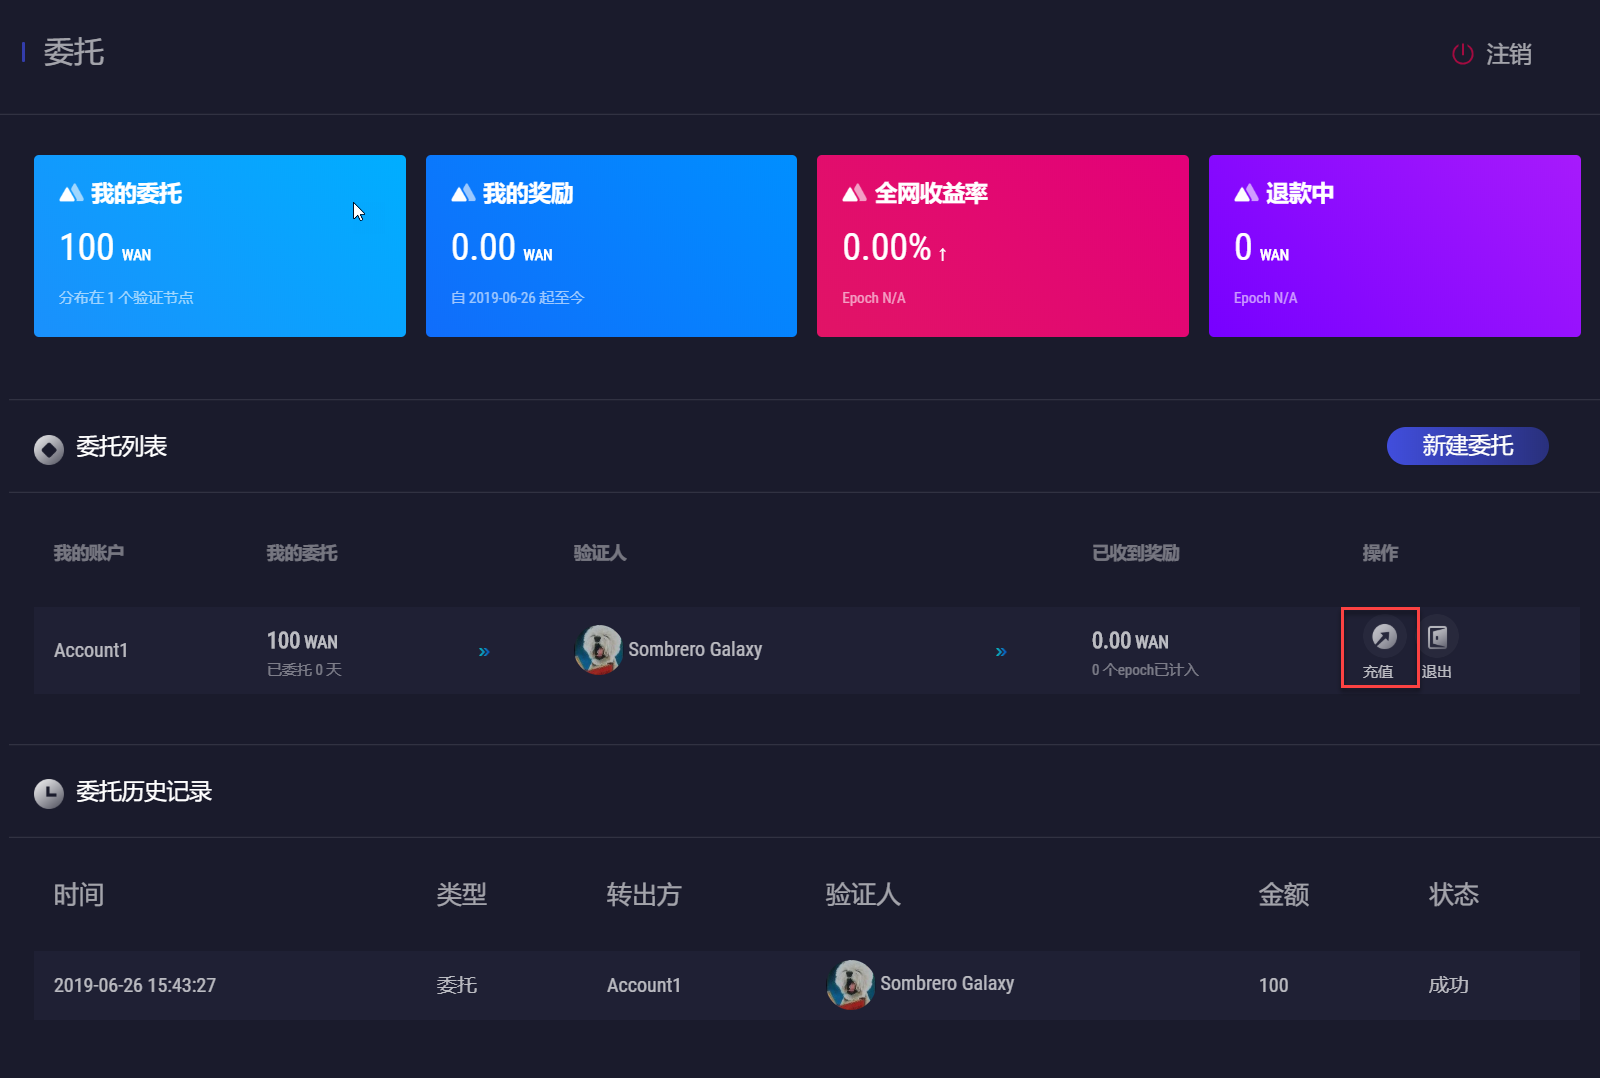 委托
注销
我的委托
100 WAN
分布在 1 个验证节点
我的奖励
0.00 WAN
自 2019-06-26 起至今
全网收益率
0.00% ↑
Epoch N/A
退款中
0 WAN
Epoch N/A
委托列表
新建委托
我的账户 我的委托 验证人 已收到奖励 操作
Account1
100 WAN
已委托 0 天
»
Sombrero Galaxy
»
0.00 WAN
0 个epoch已计入
充值
退出
委托历史记录
时间 类型 转出方 验证人 金额 状态
2019-06-26 15:43:27 委托 Account1 Sombrero Galaxy 100 成功